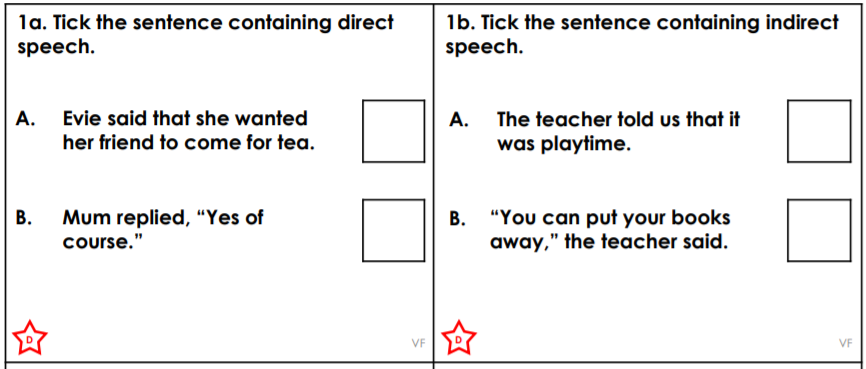 1a. Tick the sentence containing direct
speech.
A. Evie said that she wanted
her friend to come for tea.
B. Mum replied, “Yes of
course.”
D
VF
1b. Tick the sentence containing indirect
speech.
A. The teacher told us that it
was playtime.
B. “You can put your books
away,” the teacher said.
D
VF